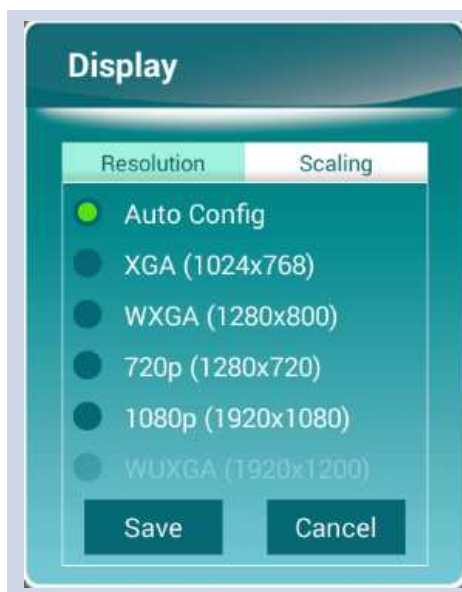 Display
Resolution Scaling
Auto Config
XGA (1024x768)
WXGA (1280x800)
720p (1280x720)
1080p (1920x1080)
WUXGA (1920x1200)
Save Cancel